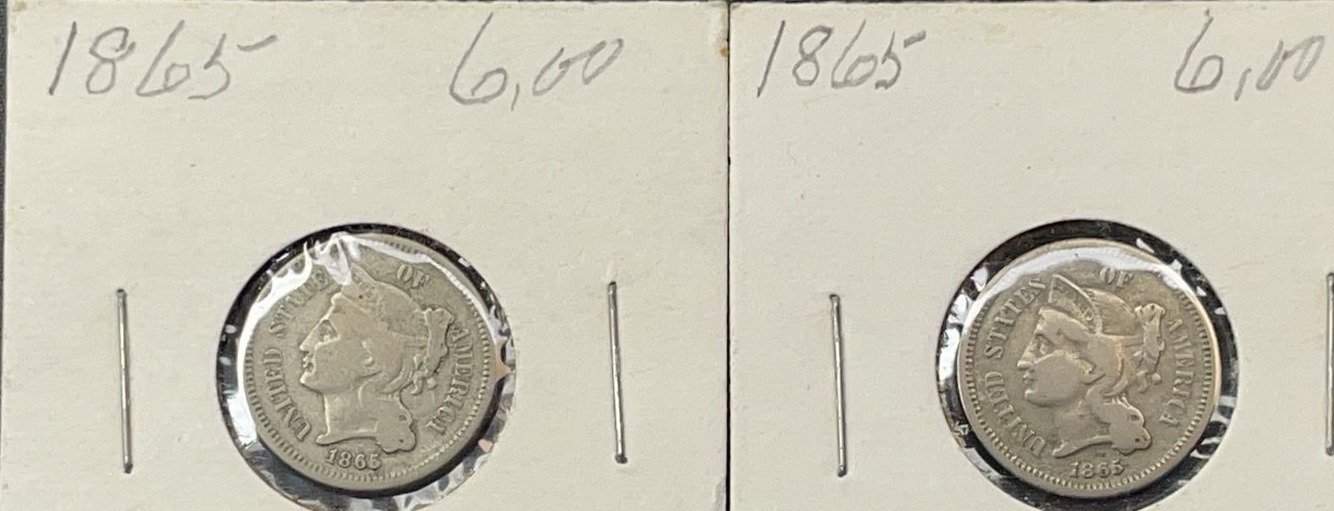 1865 6.00
1865 6.00
UNITED STATES OF AMERICA
1865
UNITED STATES OF AMERICA
1865